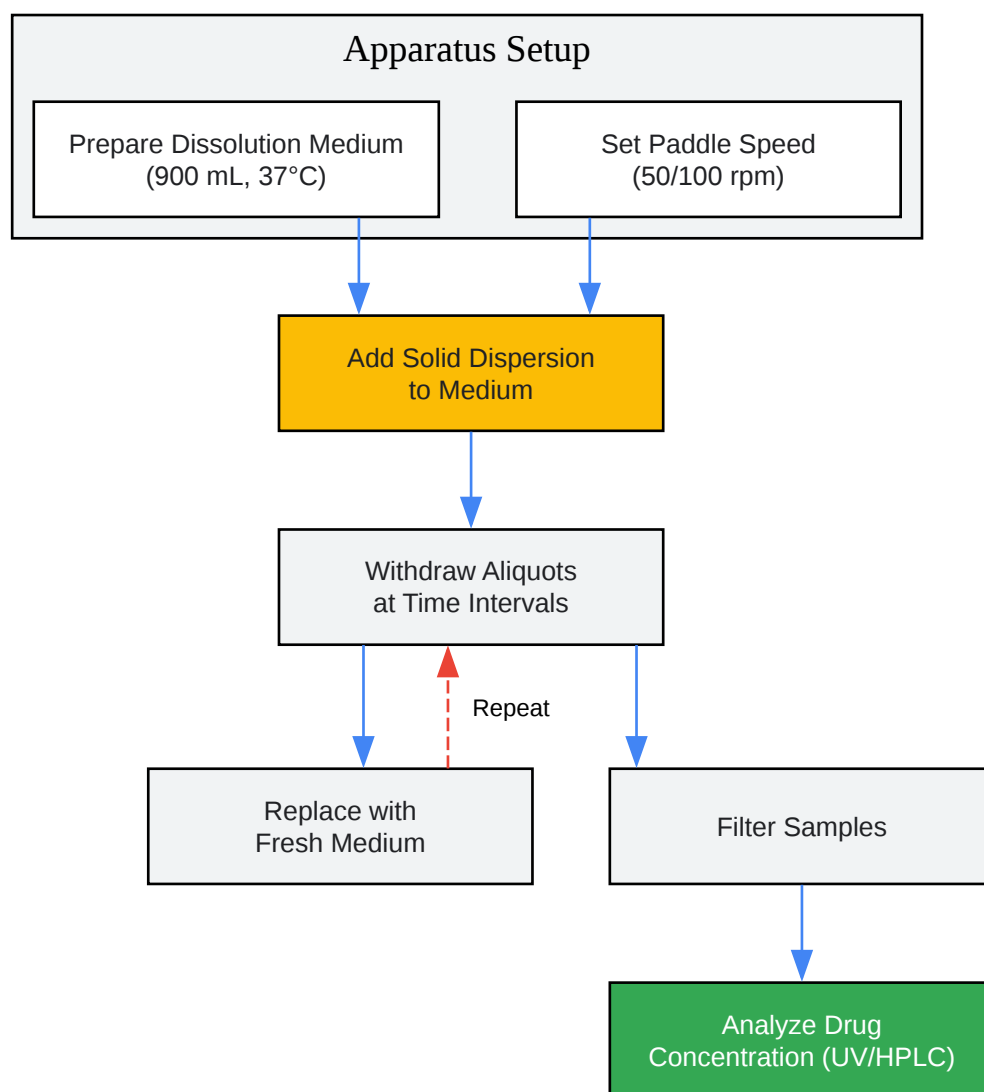 Apparatus Setup
Prepare Dissolution Medium
(900 mL, 37°C)
Set Paddle Speed
(50/100 rpm)
Add Solid Dispersion
to Medium
Withdraw Aliquots
at Time Intervals
Repeat
Replace with
Fresh Medium
Filter Samples
Analyze Drug
Concentration (UV/HPLC)